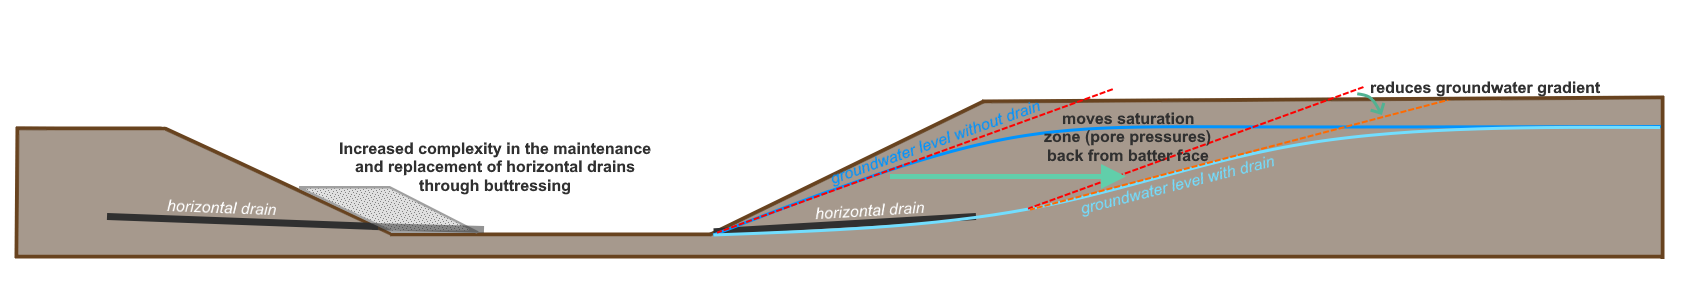 Increased complexity in the maintenance
and replacement of horizontal drains
through buttressing
horizontal drain
groundwater level without drain
horizontal drain
moves saturation
zone (pore pressures)
back from batter face
groundwater level with drain
reduces groundwater gradient